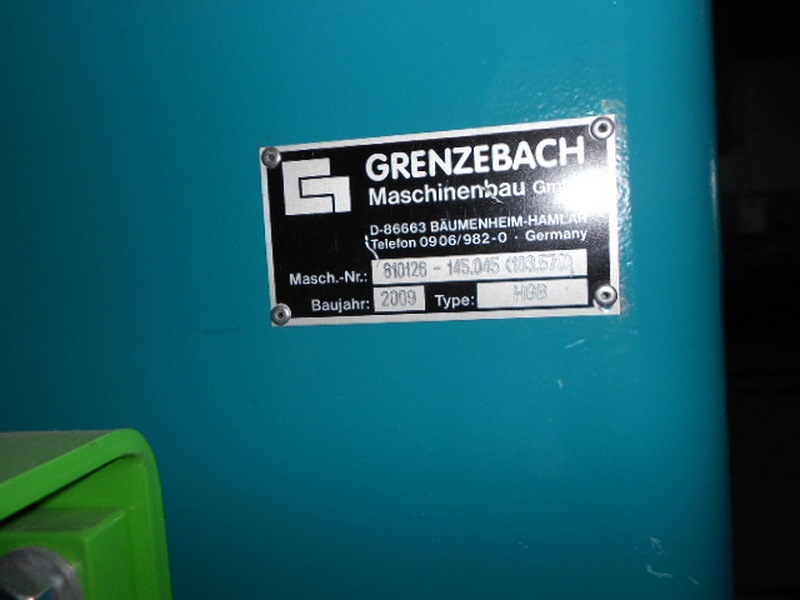 GRENZEBACH
Maschinenbau
D-86663 BÄUMENHEIM-HAMLAR
Telefon 0906/982-0 · Germany
Masch.-Nr.: 810126 - 145.045
Baujahr: 2009 Type: HGB